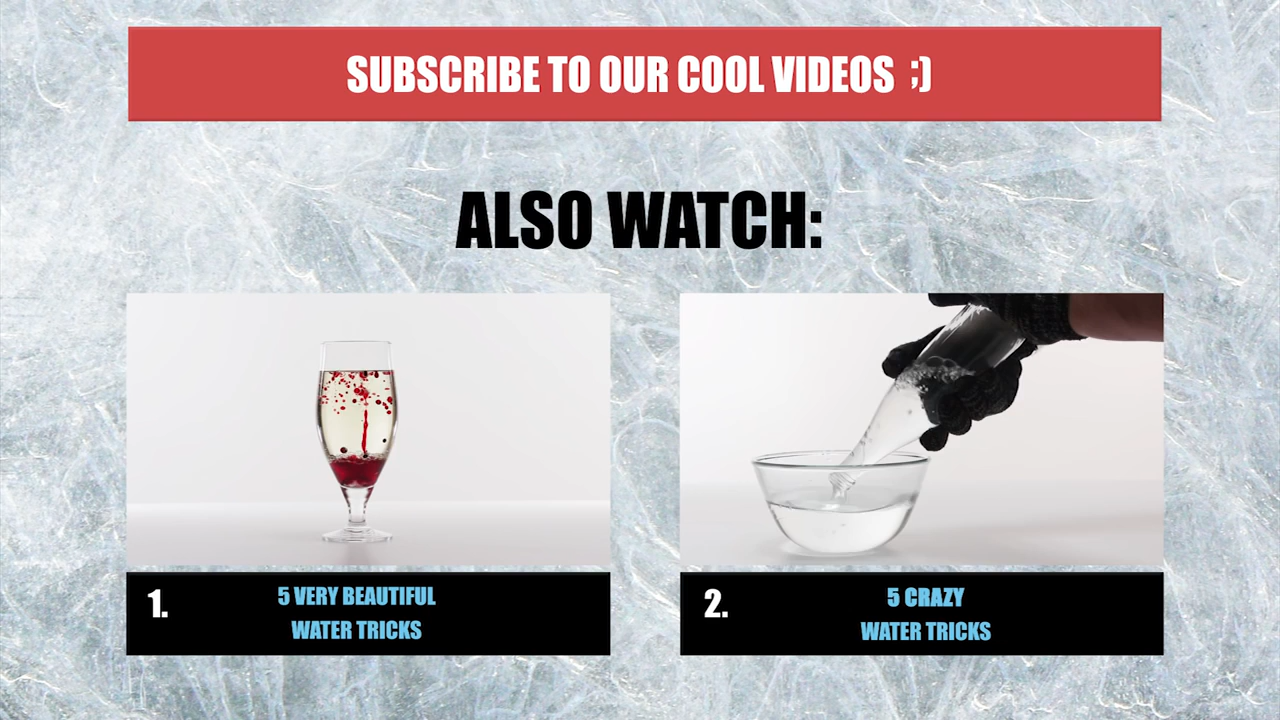 SUBSCRIBE TO OUR COOL VIDEOS ;)
ALSO WATCH:
1.
5 VERY BEAUTIFUL
WATER TRICKS
2.
5 CRAZY
WATER TRICKS